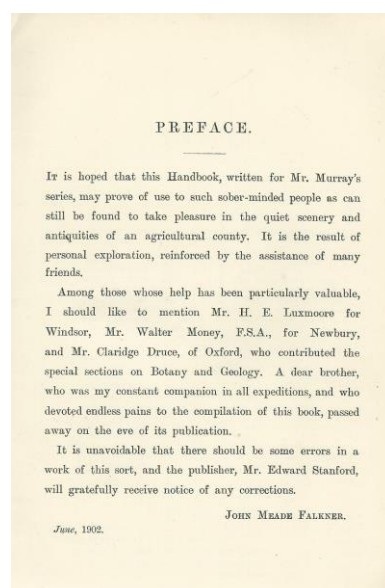 PREFACE.
IT is hoped that this Handbook, written for Mr. Murray's
series, may prove of use to such sober-minded people as can
still be found to take pleasure in the quiet scenery and
antiquities of an agricultural county. It is the result of
personal exploration, reinforced by the assistance of many
friends.
Among those whose help has been particularly valuable,
I should like to mention Mr. H. E. Luxmoore for
Windsor, Mr. Walter Money, F.S.A., for Newbury,
and Mr. Claridge Druce, of Oxford, who contributed the
special sections on Botany and Geology. A dear brother,
who was my constant companion in all expeditions, and who
devoted endless pains to the compilation of this book, passed
away on the eve of its publication.
It is unavoidable that there should be some errors in a
work of this sort, and the publisher, Mr. Edward Stanford,
will gratefully receive notice of any corrections.
JOHN MEADE FALKNER.
June, 1902.